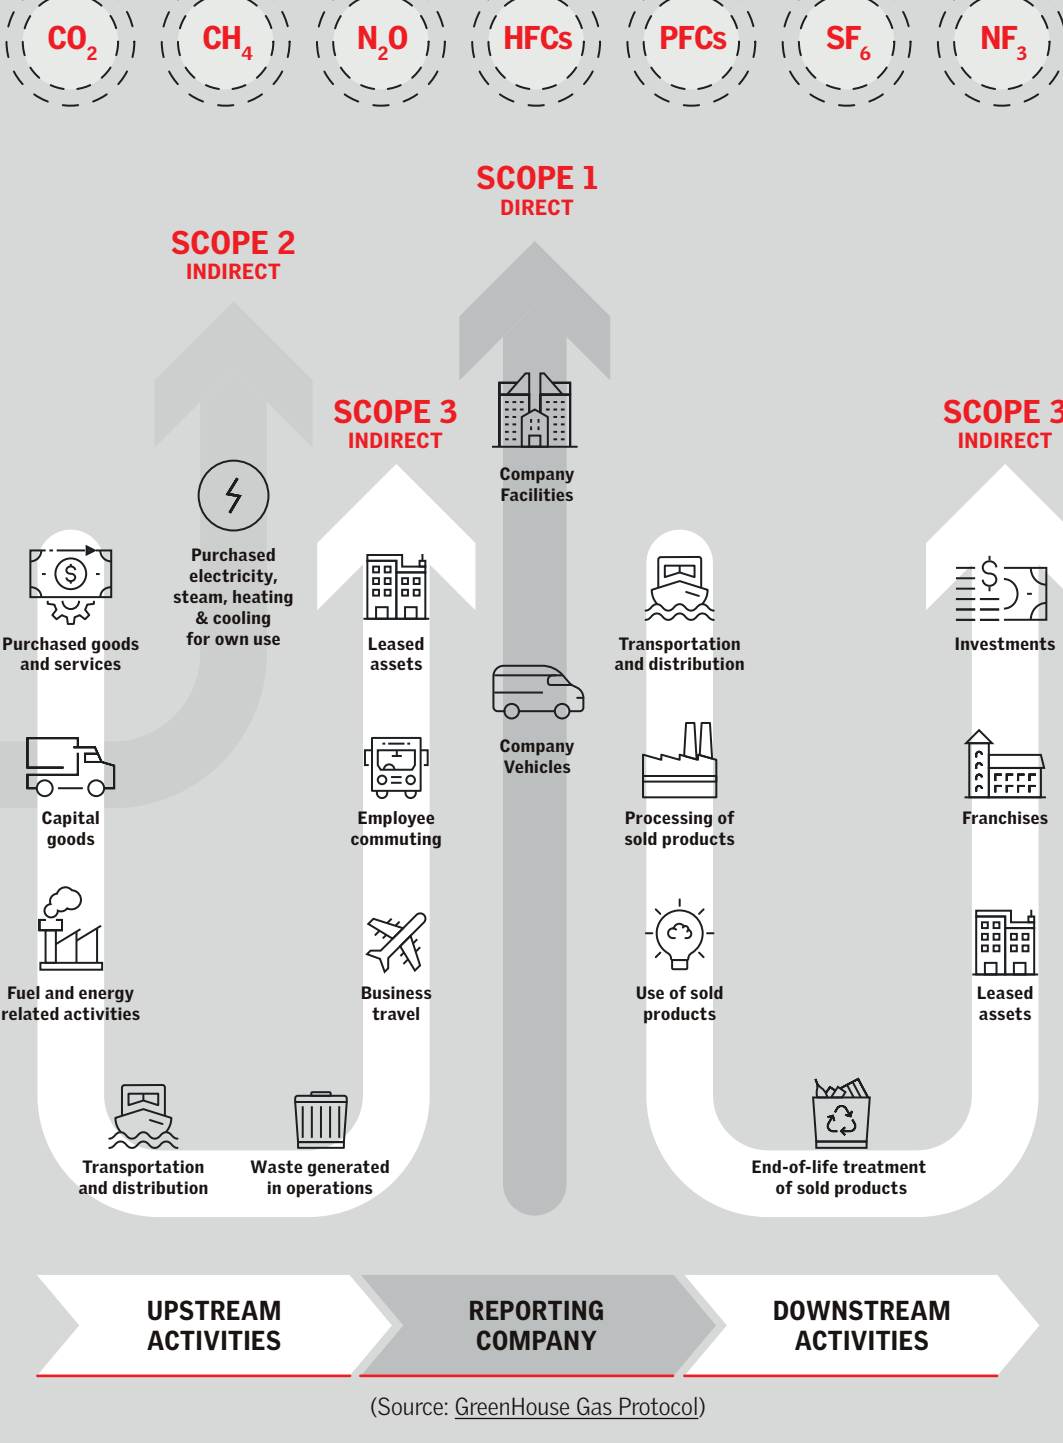 CO2
CH4
N2O
HFCs
PFCs
SF6
NF3
SCOPE 1
DIRECT
SCOPE 2
INDIRECT
SCOPE 3
INDIRECT
SCOPE 3
INDIRECT
Company
Facilities
Purchased
electricity,
steam, heating
& cooling
for own use
Purchased goods
and services
Leased
assets
Transportation
and distribution
Investments
Company
Vehicles
Capital
goods
Employee
commuting
Processing of
sold products
Franchises
Fuel and energy
related activities
Business
travel
Use of sold
products
Leased
assets
Transportation
and distribution
Waste generated
in operations
End-of-life treatment
of sold products
UPSTREAM
ACTIVITIES
REPORTING
COMPANY
DOWNSTREAM
ACTIVITIES
(Source: GreenHouse Gas Protocol)